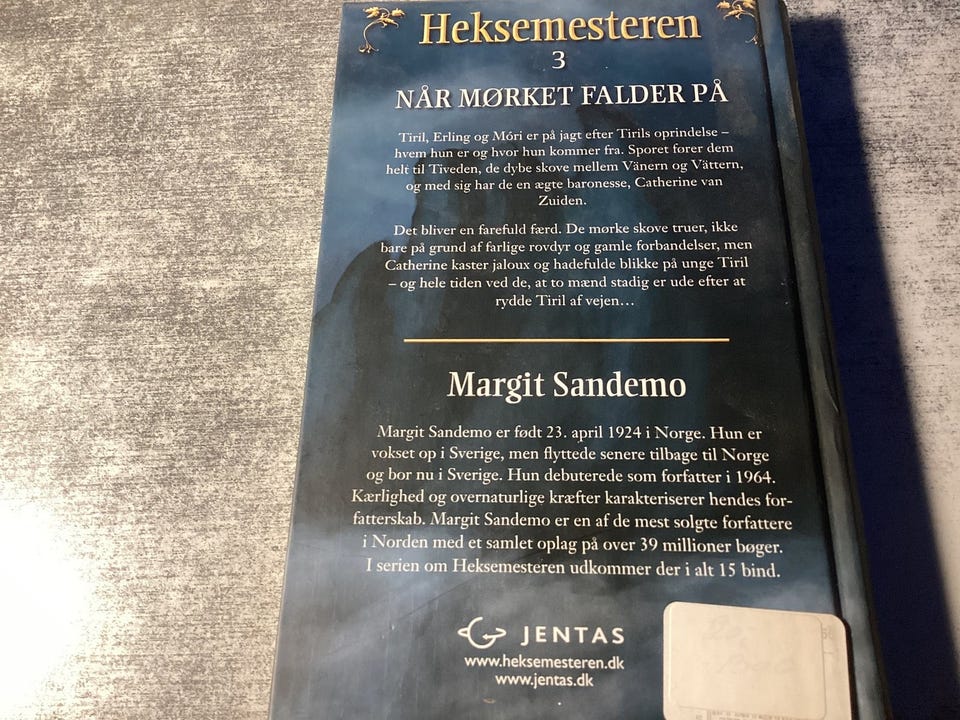 Heksemesteren
3
NÅR MØRKET FALDER PÅ
Tiril, Erling og Móri er på jagt efter Tirils oprindelse –
hvem hun er og hvor hun kommer fra. Sporet fører dem
helt til Tiveden, de dybe skove mellem Vänern og Vättern,
og med sig har de en ægte baronesse, Catherine van
Zuiden.
Det bliver en farefuld færd. De mørke skove truer, ikke
bare på grund af farlige rovdyr og gamle forbandelser, men
Catherine kaster jaloux og hadefulde blikke på unge Tiril
– og hele tiden ved de, at to mænd stadig er ude efter at
rydde Tiril af vejen…
Margit Sandemo
Margit Sandemo er født 23. april 1924 i Norge. Hun er
vokset op i Sverige, men flyttede senere tilbage til Norge
og bor nu i Sverige. Hun debuterede som forfatter i 1964.
Kærlighed og overnaturlige kræfter karakteriserer hendes for-
fatterskab. Margit Sandemo er en af de mest solgte forfattere
i Norden med et samlet oplag på over 39 millioner bøger.
I serien om Heksemesteren udkommer der i alt 15 bind.
JENTAS
www.heksemesteren.dk
www.jentas.dk